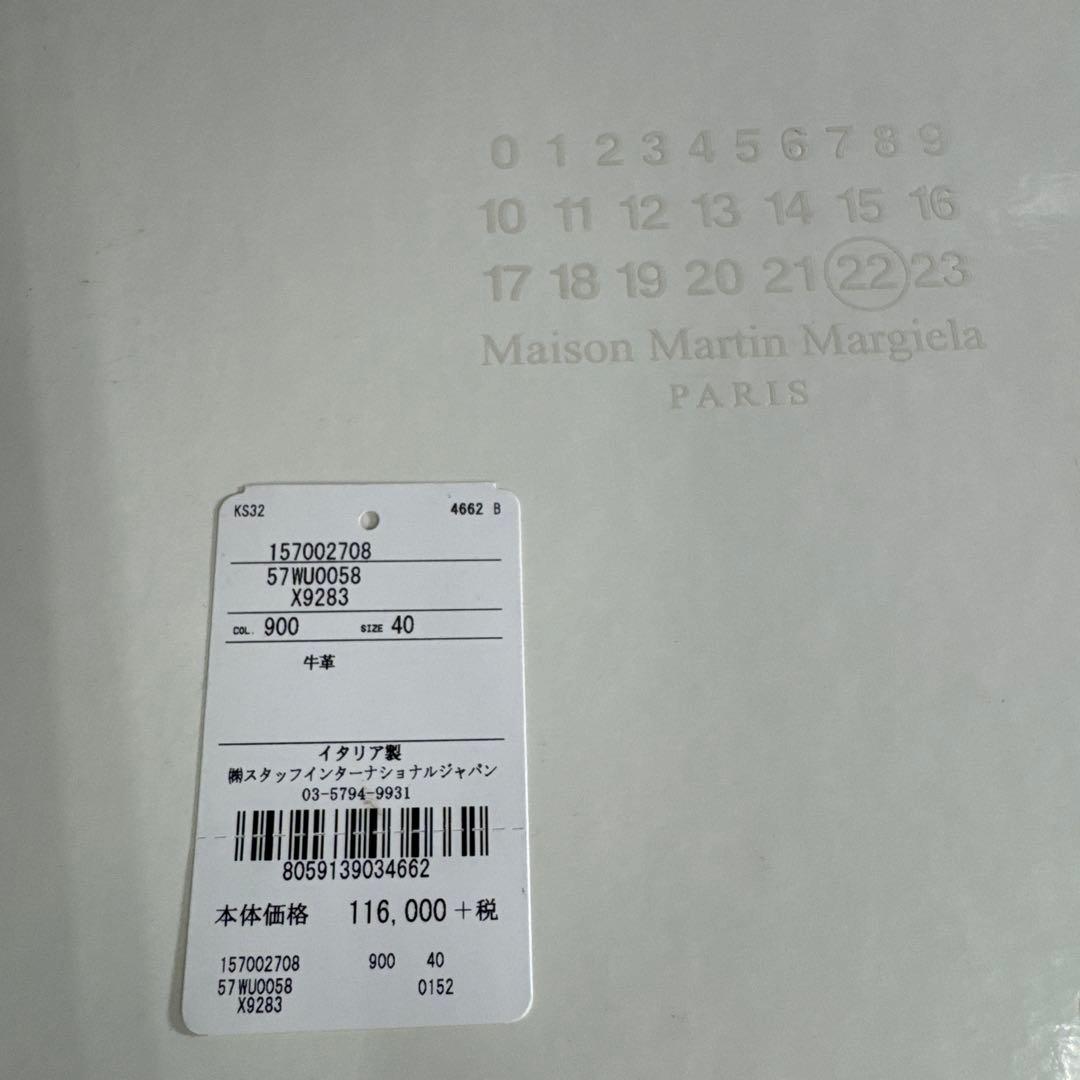 0 1 2 3 4 5 6 7 8 9
10 11 12 13 14 15 16
17 18 19 20 21 22 23
Maison Martin Margiela
PARIS
KS32 4662 B
157002708
57WU0058
X9283
COL. 900 SIZE 40
牛革
イタリア製
㈱スタッフインターナショナルジャパン
03-5794-9931
8059139034662
本体価格 116,000+税
157002708 900 40
57WU0058 0152
X9283